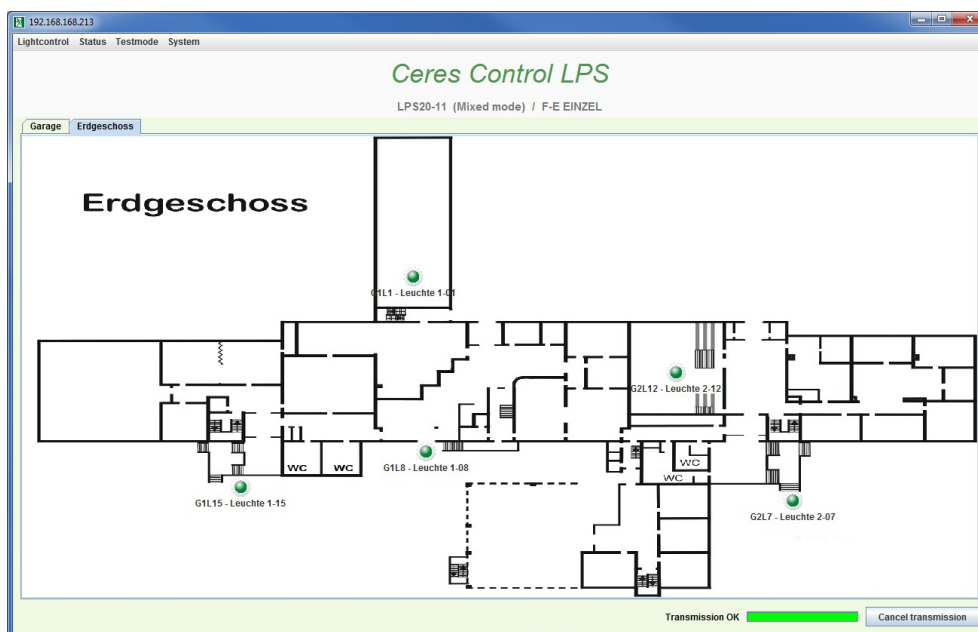 192.168.168.213
Lightcontrol Status Testmode System
Ceres Control LPS
LPS20-11 (Mixed mode) / F-E EINZEL
Garage Erdgeschoss
Erdgeschoss
G1L1 - Leuchte 1-01
G2L12 - Leuchte 2-12
G1L8 - Leuchte 1-08
WC WC
WC
WC
G1L15 - Leuchte 1-15
G2L7 - Leuchte 2-07
Transmission OK Cancel transmission